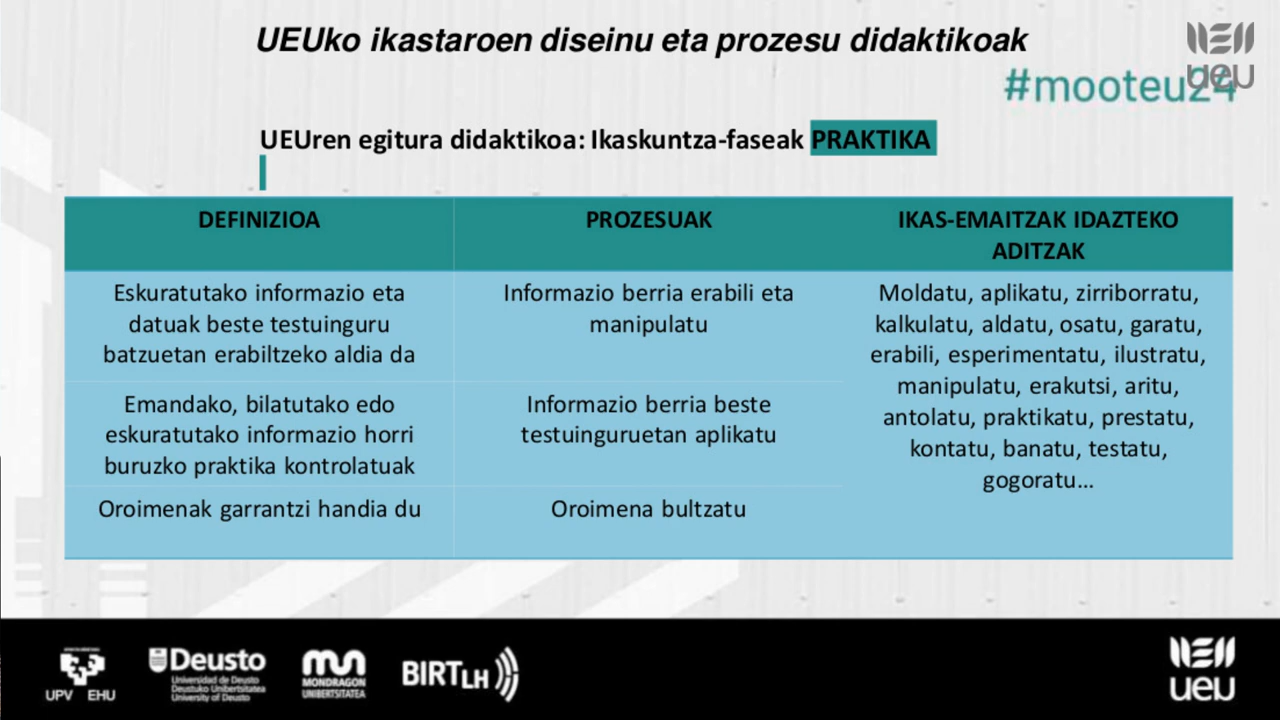 UEUko ikastaroen diseinu eta prozesu didaktikoak
ueu
#mooteu24
UEUren egitura didaktikoa: Ikaskuntza-faseak PRAKTIKA
DEFINIZIOA
PROZESUAK
IKAS-EMAITZAK IDAZTEKO
ADITZAK
Eskuratutako informazio eta
datuak beste testuinguru
batzuetan erabiltzeko aldia da
Informazio berria erabili eta
manipulatu
Moldatu, aplikatu, zirriborratu,
kalkulatu, aldatu, osatu, garatu,
erabili, esperimentatu, ilustratu,
manipulatu, erakutsi, aritu,
antolatu, praktikatu, prestatu,
kontatu, banatu, testatu,
gogoratu...
Emandako, bilatutako edo
eskuratutako informazio horri
buruzko praktika kontrolatuak
Informazio berria beste
testuinguruetan aplikatu
Oroimenak garrantzi handia du
Oroimena bultzatu
UPV EHU
Deusto
Universidad de Deusto
Deustuko Unibertsitatea
University of Deusto
MONDRAGON
UNIBERTSITATEA
BIRTLH
ueu